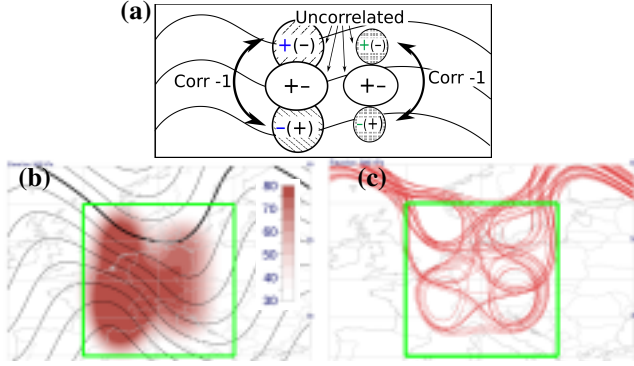 (a)
Uncorrelated
+(−) +(−)
Corr -1 +− +− Corr -1
−(+) −(+)
(b) (c)
80
70
60
50
40
30